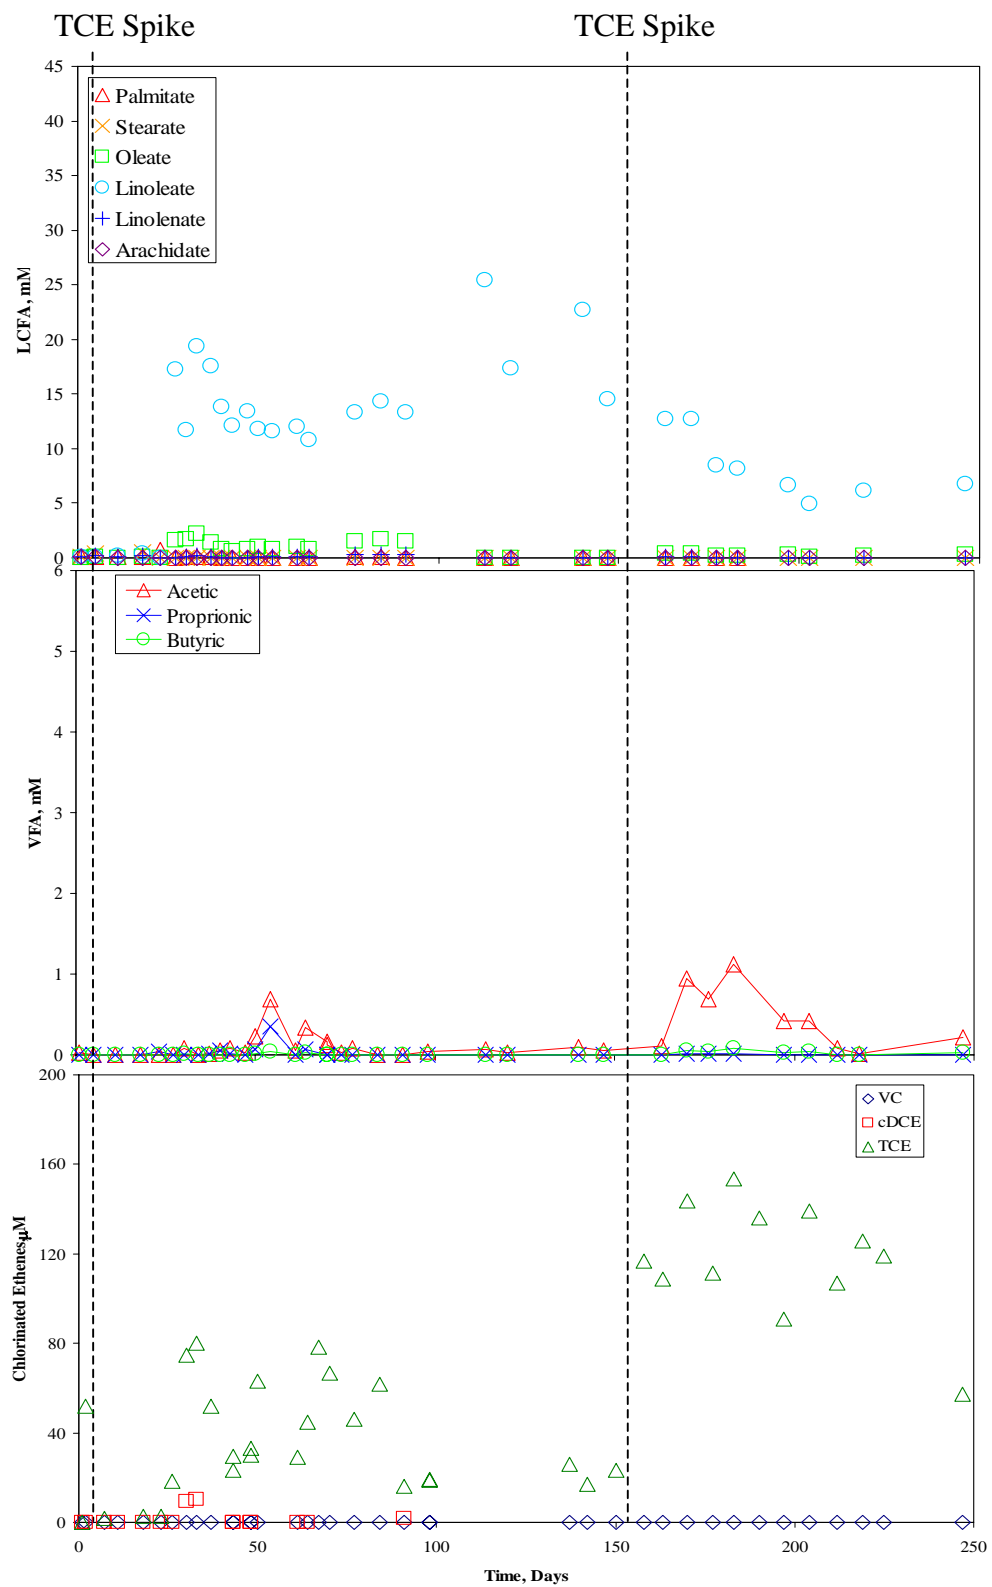 TCE Spike
TCE Spike
45
40
35
30
25
20
15
10
5
0
LCFA, mM
Palmitate
Stearate
Oleate
Linoleate
Linolenate
Arachidate
6
5
4
3
2
1
0
VFA, mM
Acetic
Proprionic
Butyric
200
160
120
80
40
0
Chlorinated Ethenes, μM
VC
cDCE
TCE
0 50 100 150 200 250
Time, Days